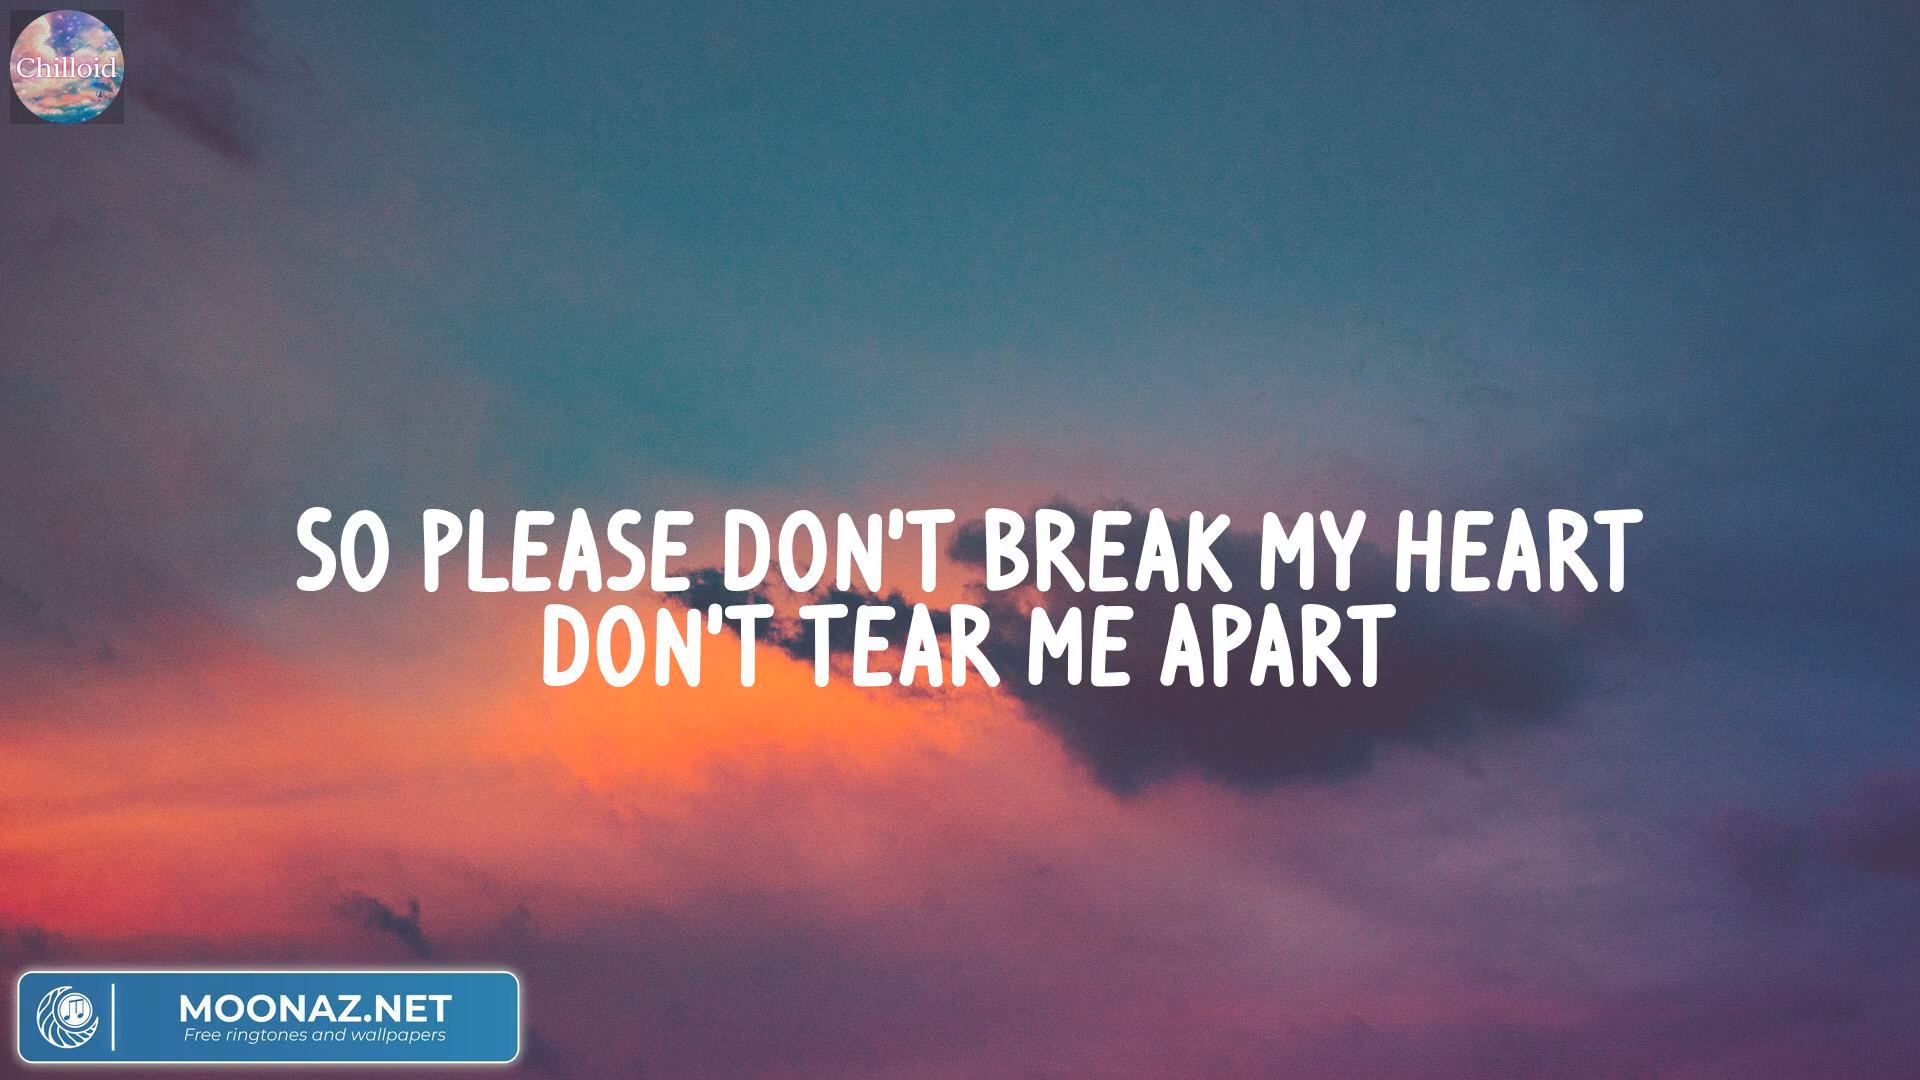 Chilloid
SO PLEASE DON'T BREAK MY HEART
DON'T TEAR ME APART
MOONAZ.NET
Free ringtones and wallpapers